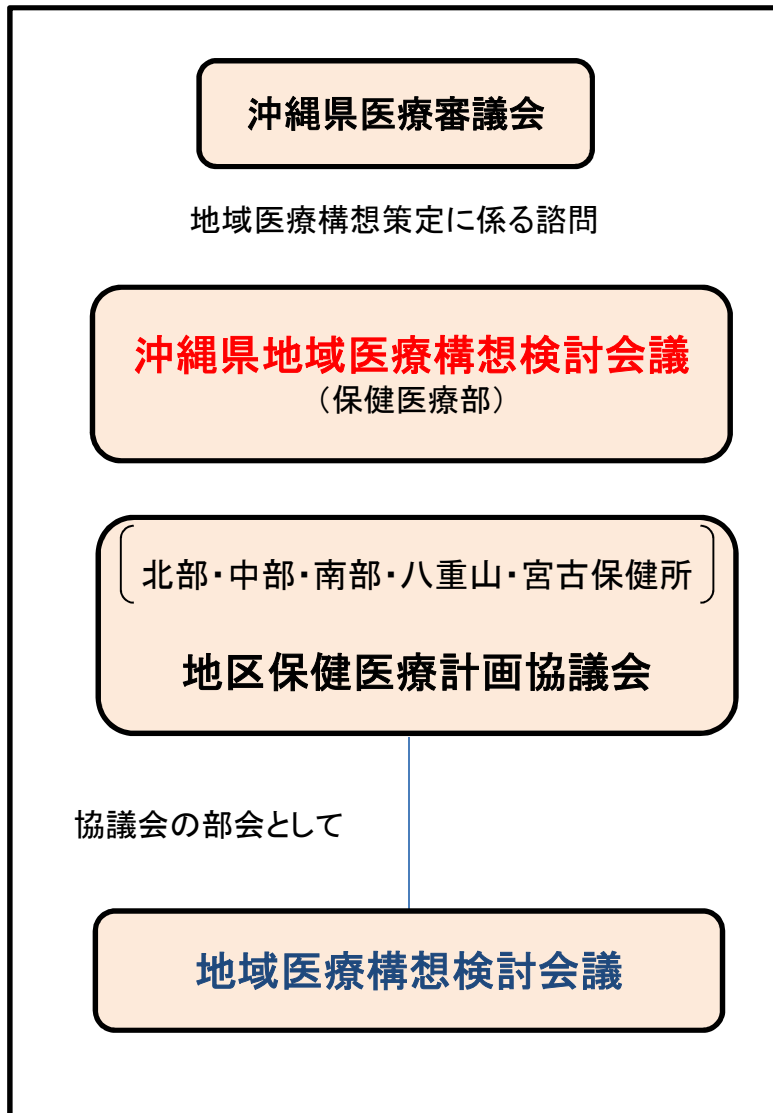 沖縄県医療審議会
地域医療構想策定に係る諮問
沖縄県地域医療構想検討会議
（保健医療部）
北部・中部・南部・八重山・宮古保健所
地区保健医療計画協議会
協議会の部会として
地域医療構想検討会議